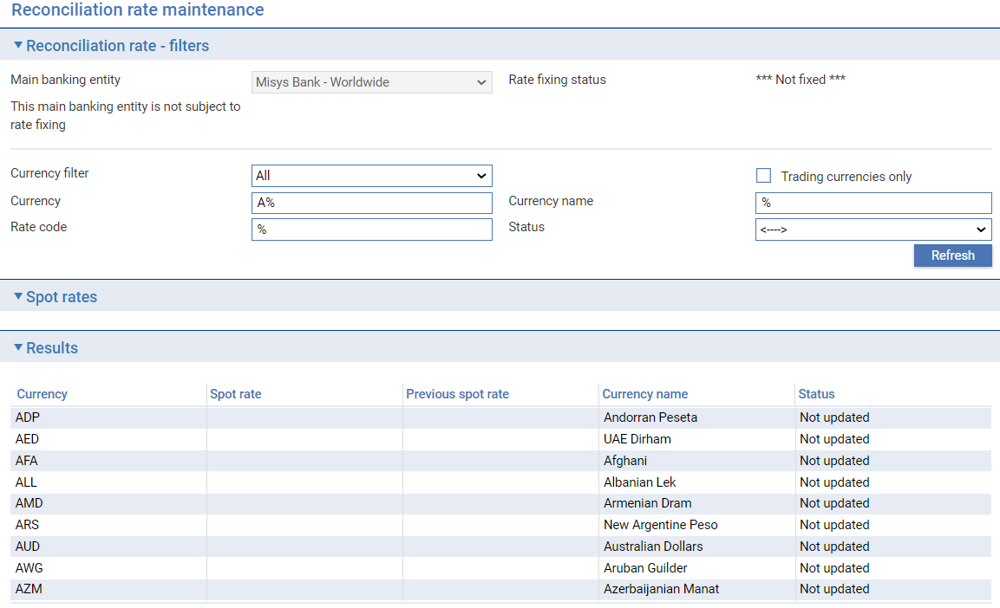 Reconciliation rate maintenance
Reconciliation rate - filters
Main banking entity Misys Bank - Worldwide Rate fixing status *** Not fixed ***
This main banking entity is not subject to
rate fixing
Currency filter All Trading currencies only
Currency A% Currency name %
Rate code % Status <---->
Refresh
Spot rates
Results
Currency Spot rate Previous spot rate Currency name Status
ADP Andorran Peseta Not updated
AED UAE Dirham Not updated
AFA Afghani Not updated
ALL Albanian Lek Not updated
AMD Armenian Dram Not updated
ARS New Argentine Peso Not updated
AUD Australian Dollars Not updated
AWG Aruban Guilder Not updated
AZM Azerbaijanian Manat Not updated